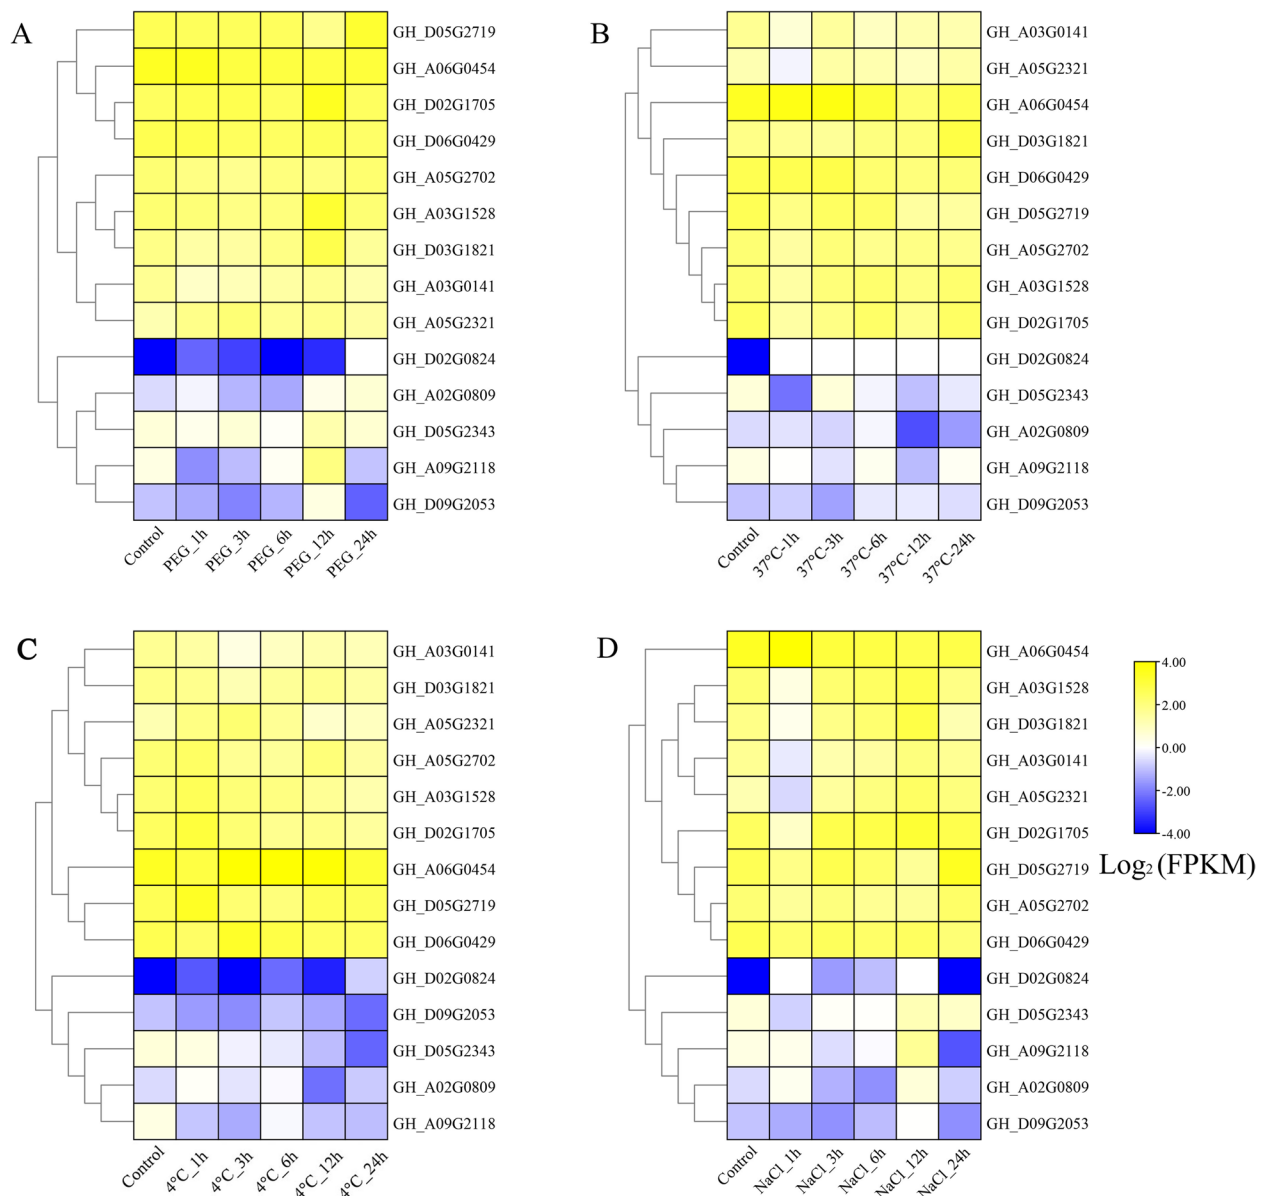 A
GH_D05G2719
GH_A06G0454
GH_D02G1705
GH_D06G0429
GH_A05G2702
GH_A03G1528
GH_D03G1821
GH_A03G0141
GH_A05G2321
GH_D02G0824
GH_A02G0809
GH_D05G2343
GH_A09G2118
GH_D09G2053
Control
PEG_1h
PEG_3h
PEG_6h
PEG_12h
PEG_24h
B
GH_A03G0141
GH_A05G2321
GH_A06G0454
GH_D03G1821
GH_D06G0429
GH_D05G2719
GH_A05G2702
GH_A03G1528
GH_D02G1705
GH_D02G0824
GH_D05G2343
GH_A02G0809
GH_A09G2118
GH_D09G2053
Control
37°C-1h
37°C-3h
37°C-6h
37°C-12h
37°C-24h
C
GH_A03G0141
GH_D03G1821
GH_A05G2321
GH_A05G2702
GH_A03G1528
GH_D02G1705
GH_A06G0454
GH_D05G2719
GH_D06G0429
GH_D02G0824
GH_D09G2053
GH_D05G2343
GH_A02G0809
GH_A09G2118
Control
4°C_1h
4°C_3h
4°C_6h
4°C_12h
4°C_24h
D
GH_A06G0454
GH_A03G1528
GH_D03G1821
GH_A03G0141
GH_A05G2321
GH_D02G1705
GH_D05G2719
GH_A05G2702
GH_D06G0429
GH_D02G0824
GH_D05G2343
GH_A09G2118
GH_A02G0809
GH_D09G2053
Control
NaCl_1h
NaCl_3h
NaCl_6h
NaCl_12h
NaCl_24h
4.00
2.00
0.00
-2.00
-4.00
Log₂ (FPKM)